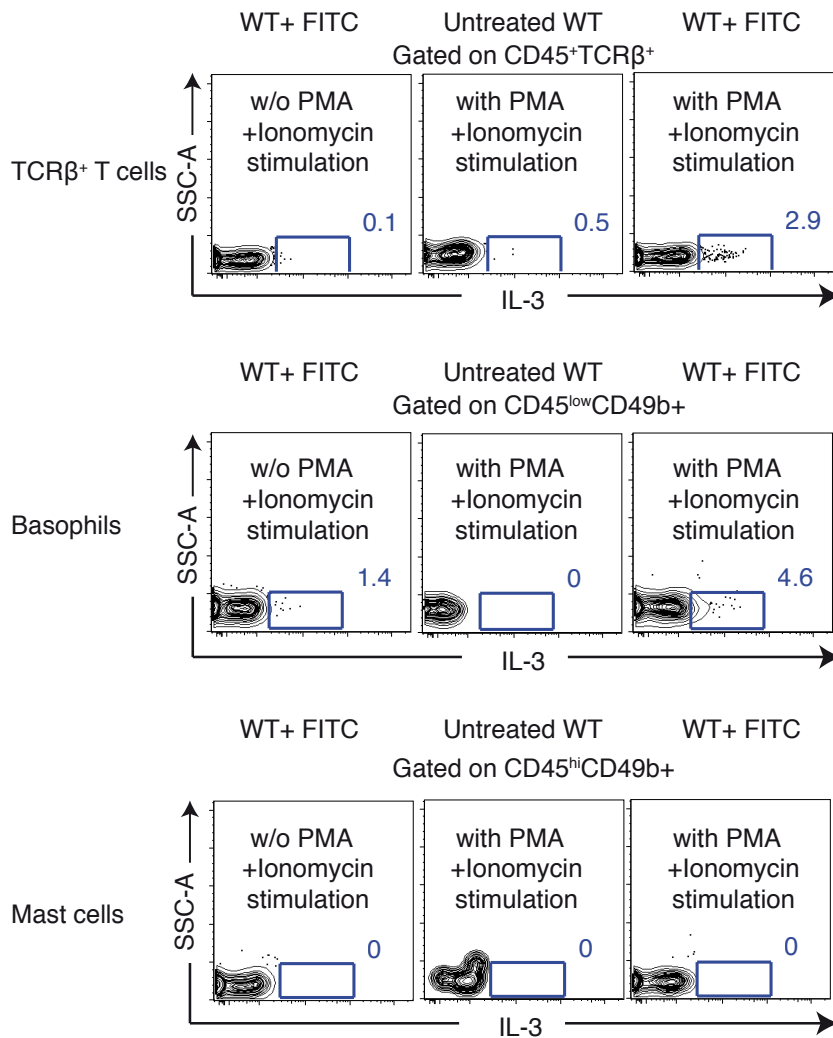 WT+ FITC Untreated WT WT+ FITC
Gated on CD45⁺TCRβ⁺
w/o PMA with PMA with PMA
+Ionomycin +Ionomycin +Ionomycin
stimulation stimulation stimulation
TCRβ⁺ T cells
SSC-A
0.1 0.5 2.9
IL-3
WT+ FITC Untreated WT WT+ FITC
Gated on CD45ˡᵒʷCD49b+
w/o PMA with PMA with PMA
+Ionomycin +Ionomycin +Ionomycin
stimulation stimulation stimulation
Basophils
SSC-A
1.4 0 4.6
IL-3
WT+ FITC Untreated WT WT+ FITC
Gated on CD45ʰⁱCD49b+
w/o PMA with PMA with PMA
+Ionomycin +Ionomycin +Ionomycin
stimulation stimulation stimulation
Mast cells
SSC-A
0 0 0
IL-3